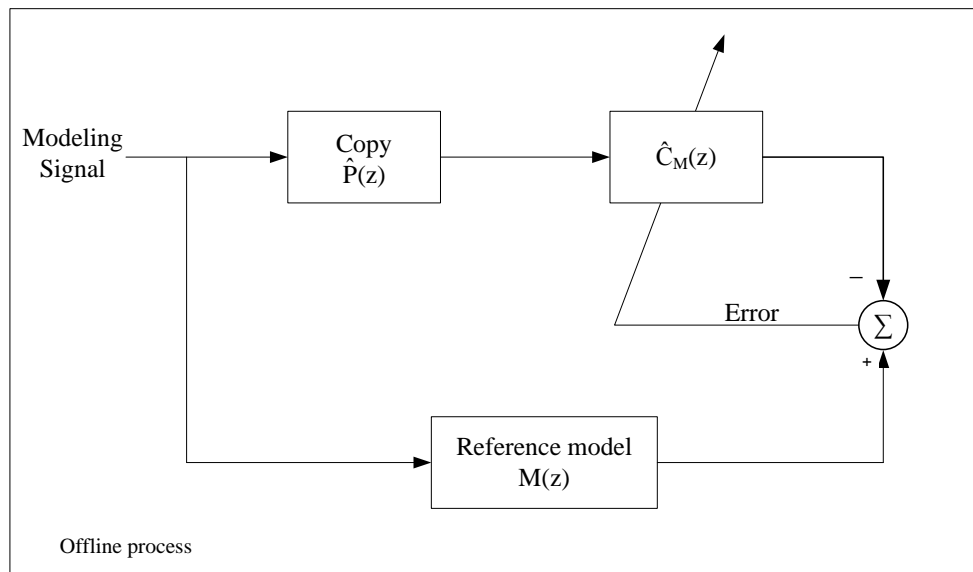 Modeling
Signal
Copy
P̂(z)
Ĉ_M(z)
–
Error
Σ
+
Reference model
M(z)
Offline process